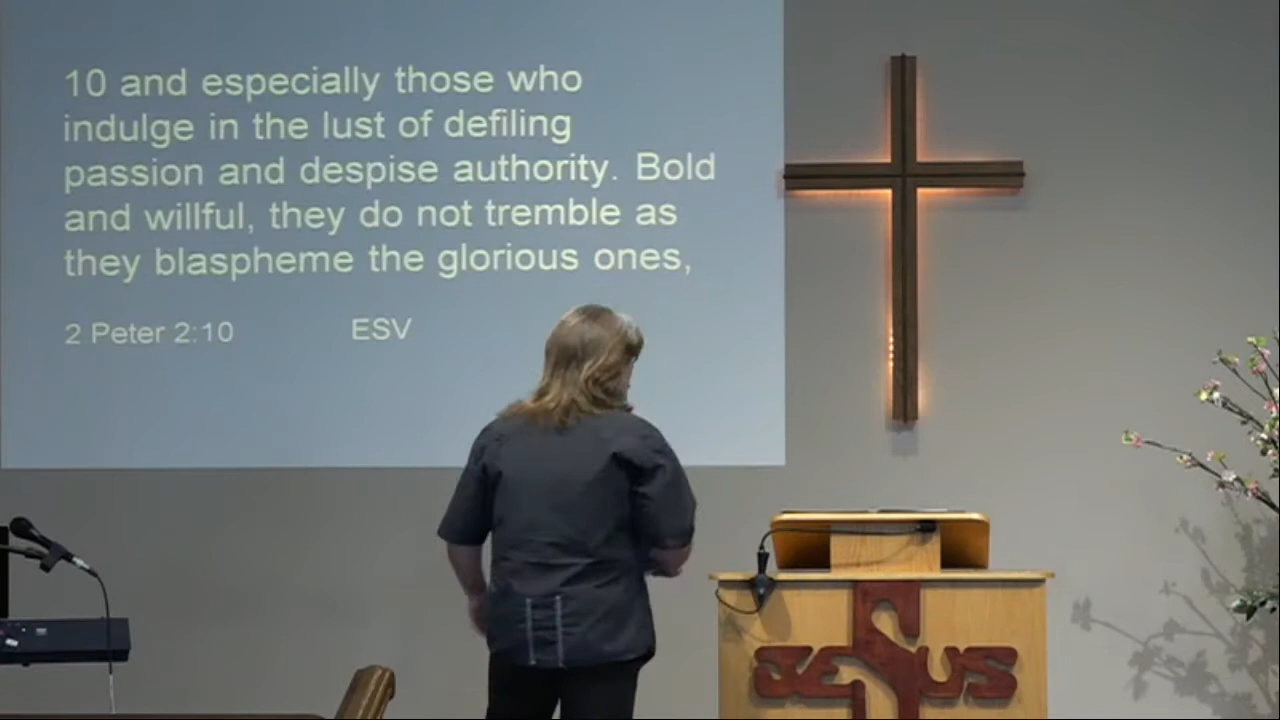 10 and especially those who
indulge in the lust of defiling
passion and despise authority. Bold
and willful, they do not tremble as
they blaspheme the glorious ones,
2 Peter 2:10 ESV
JESUS